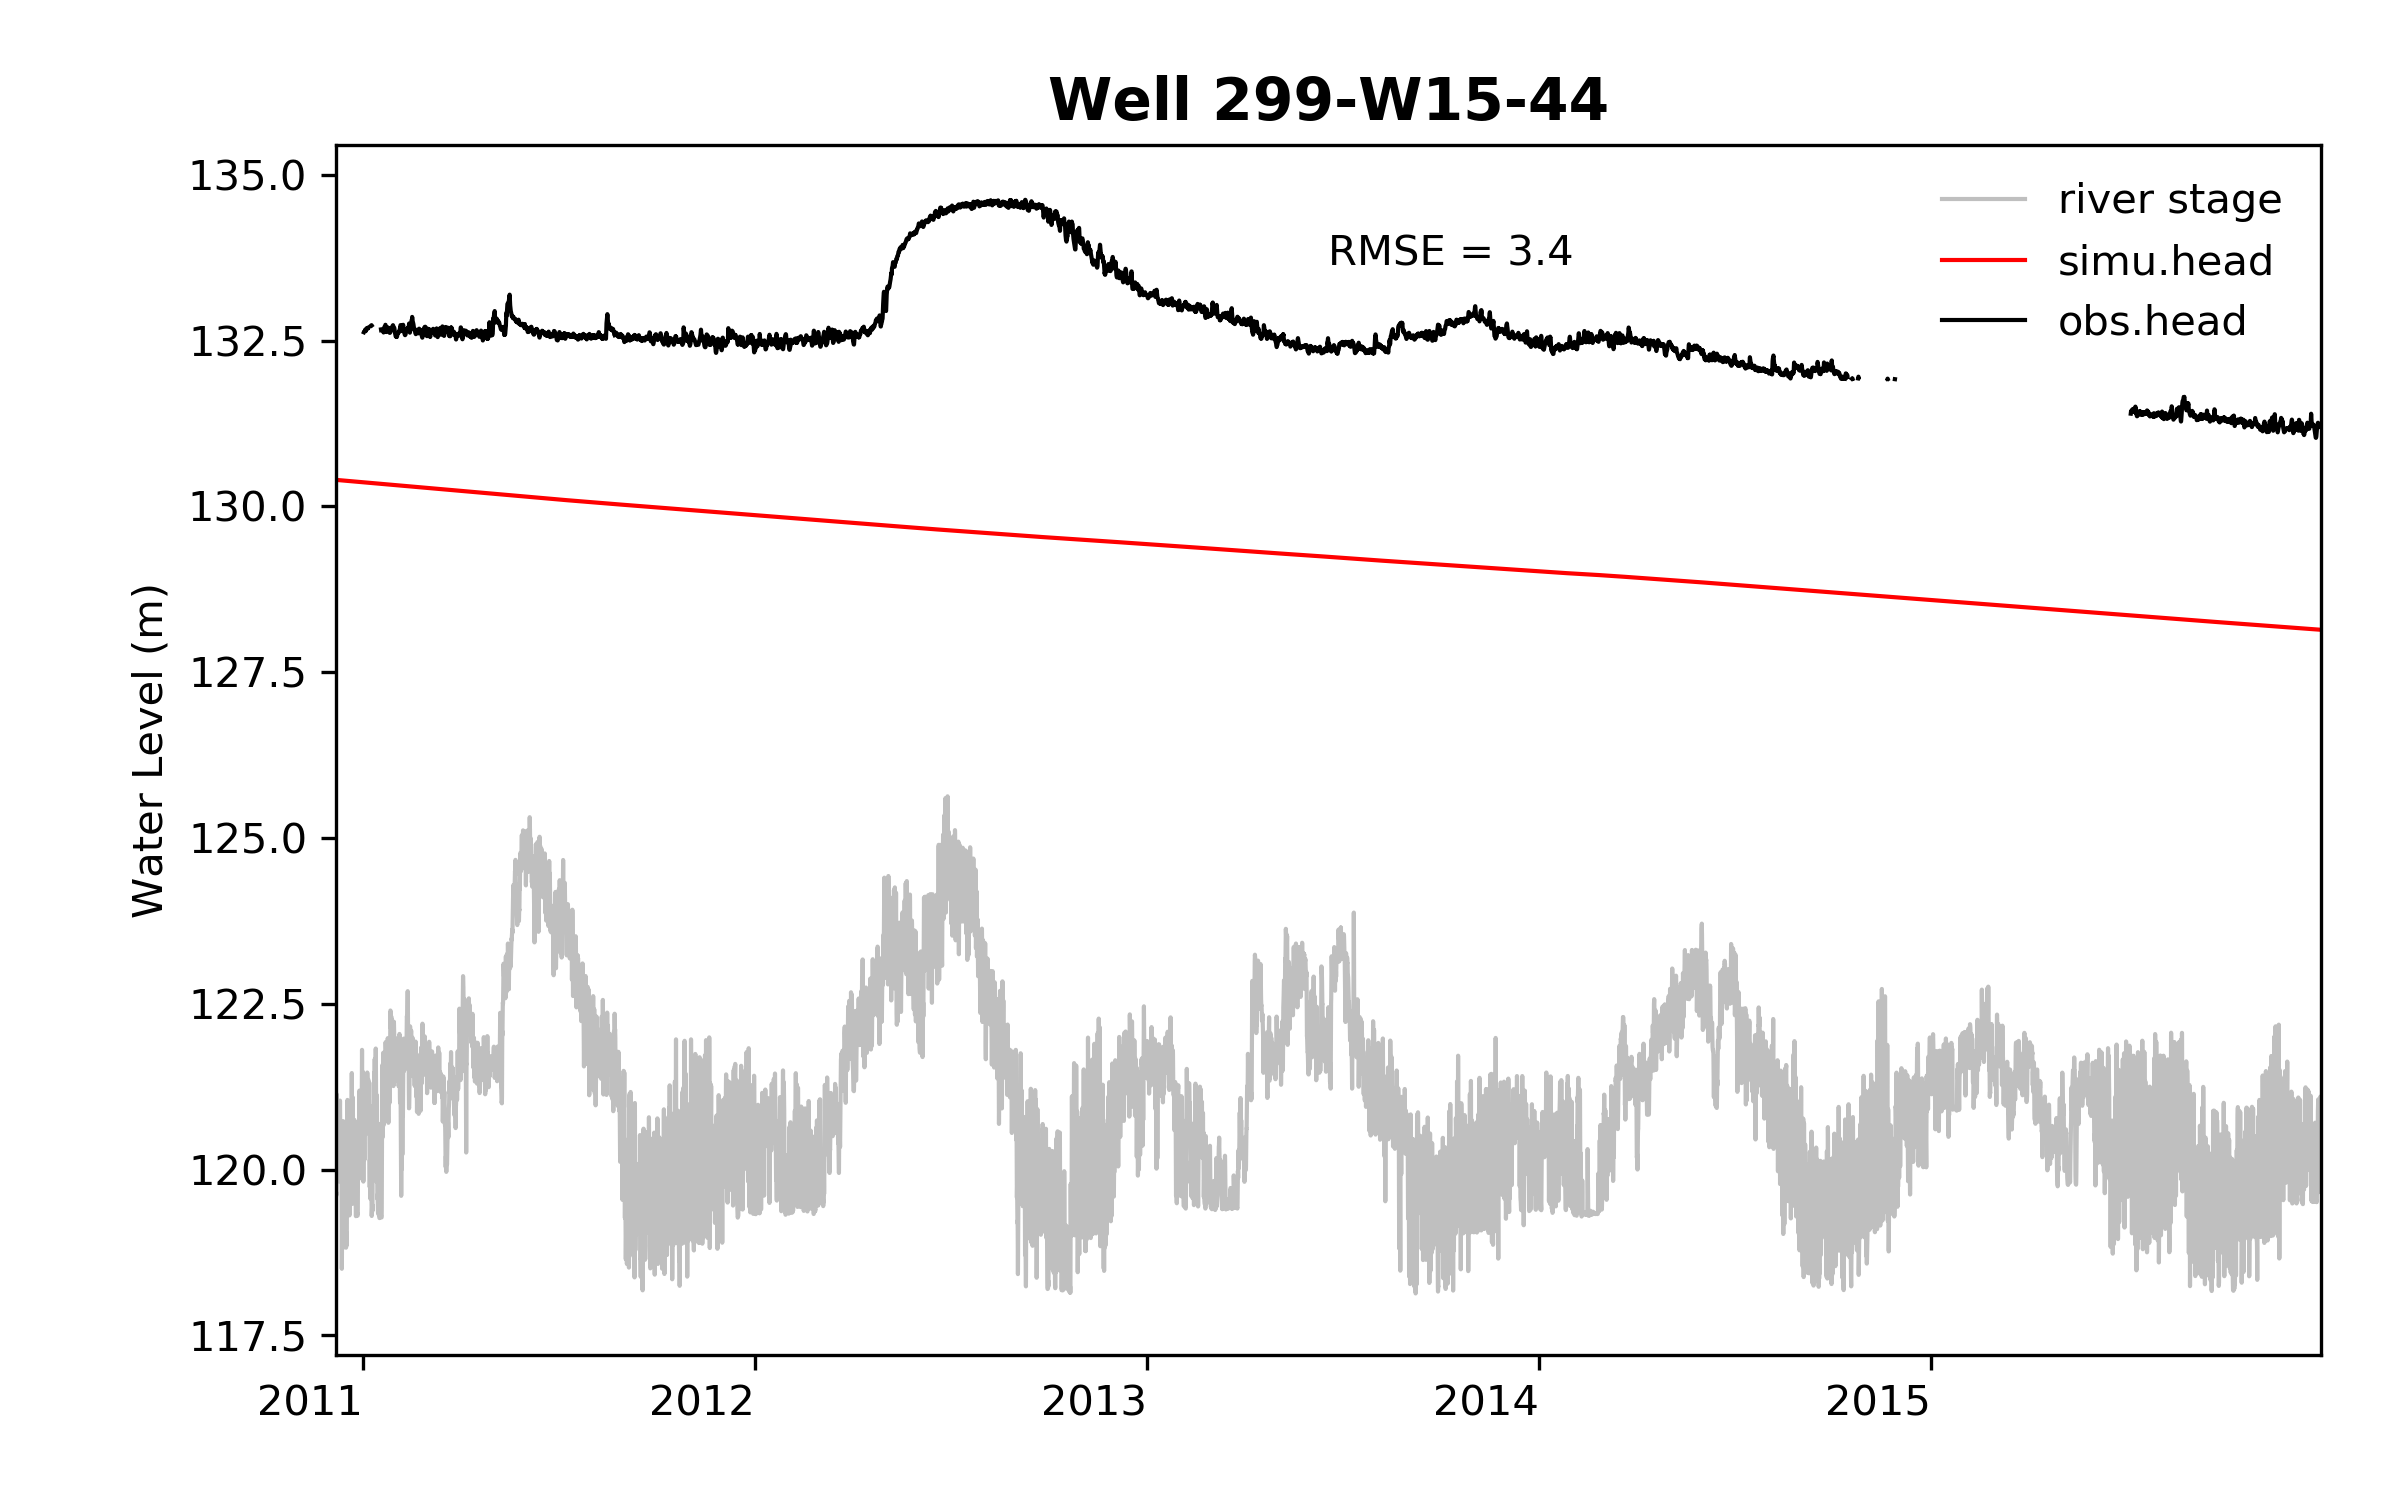 Well 299-W15-44
135.0
132.5
130.0
127.5
125.0
122.5
120.0
117.5
Water Level (m)
RMSE = 3.4
river stage
simu.head
obs.head
2011
2012
2013
2014
2015